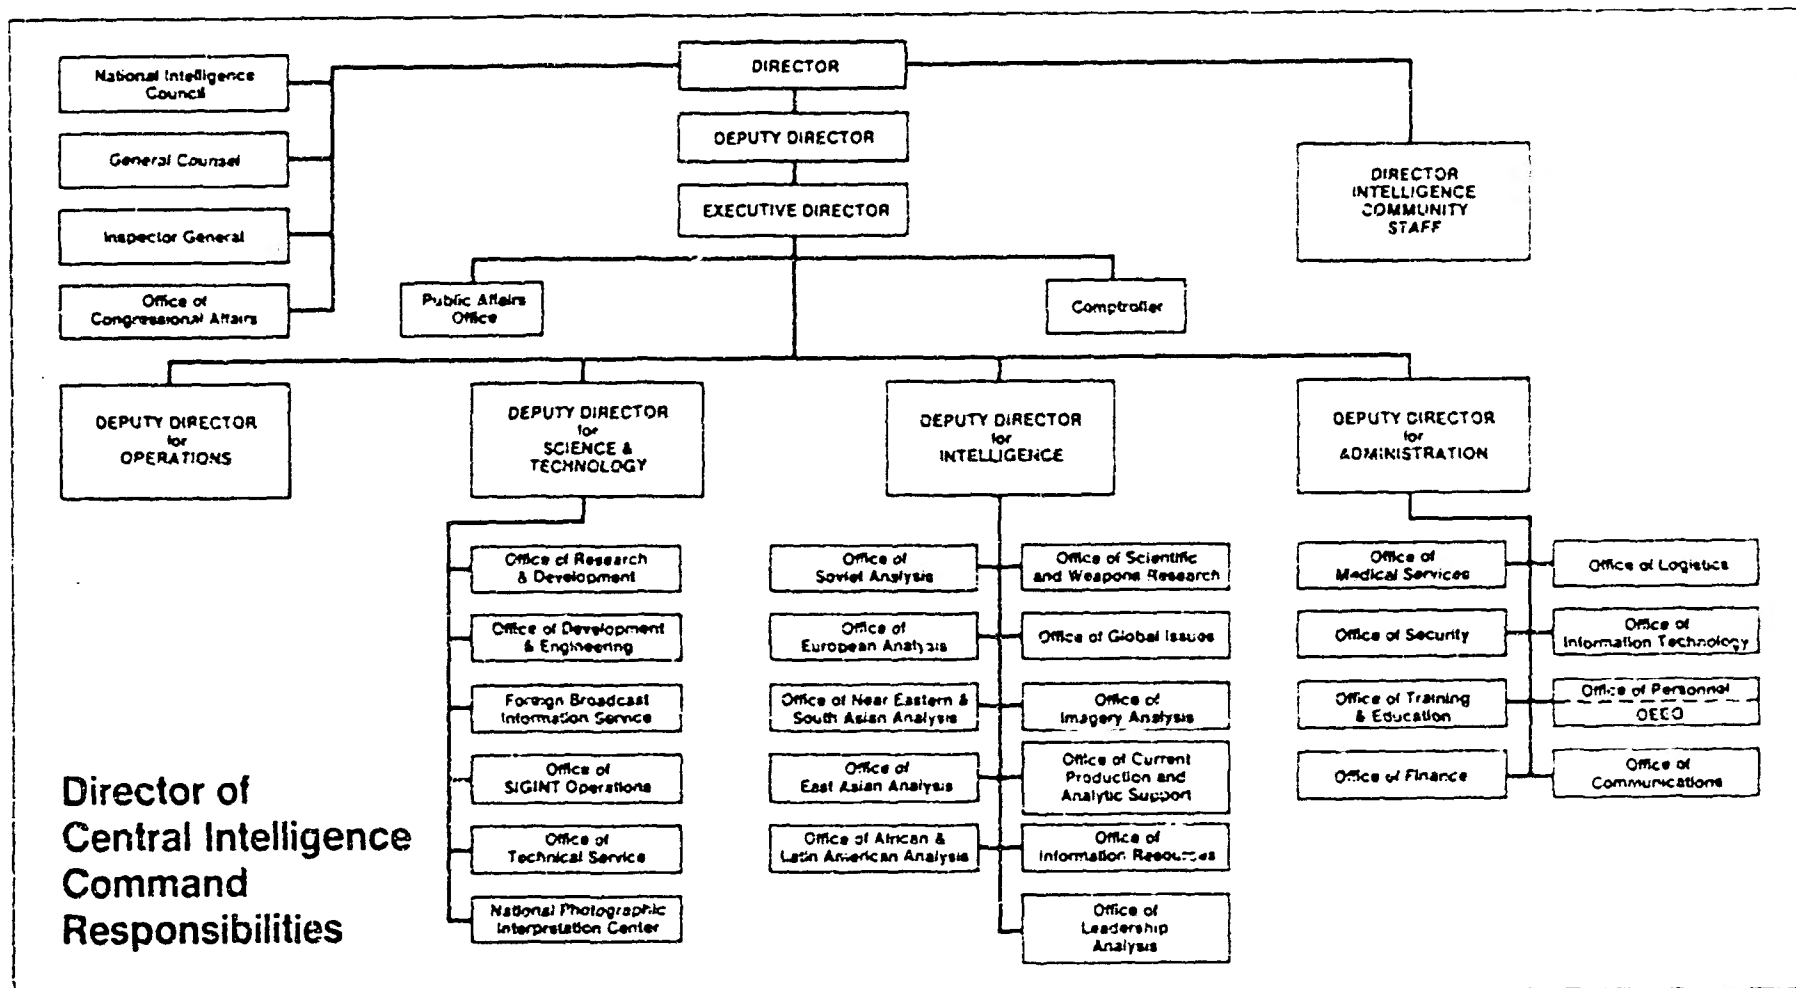 National Intelligence
Council
General Counsel
Inspector General
Office of
Congressional Affairs
DIRECTOR
DEPUTY DIRECTOR
EXECUTIVE DIRECTOR
DIRECTOR
INTELLIGENCE
COMMUNITY
STAFF
Public Affairs
Office
Comptroller
DEPUTY DIRECTOR
for
OPERATIONS
DEPUTY DIRECTOR
for
SCIENCE &
TECHNOLOGY
DEPUTY DIRECTOR
for
INTELLIGENCE
DEPUTY DIRECTOR
for
ADMINISTRATION
Office of Research
& Development
Office of Development
& Engineering
Foreign Broadcast
Information Service
Office of
SIGINT Operations
Office of
Technical Service
National Photographic
Interpretation Center
Office of
Soviet Analysis
Office of
European Analysis
Office of Near Eastern &
South Asian Analysis
Office of
East Asian Analysis
Office of African &
Latin American Analysis
Office of Scientific
and Weapons Research
Office of Global Issues
Office of
Imagery Analysis
Office of Current
Production and
Analytic Support
Office of
Information Resources
Office of
Leadership
Analysis
Office of
Medical Services
Office of Security
Office of Training
& Education
Office of Finance
Office of Logistics
Office of
Information Technology
Office of Personnel
OEEO
Office of
Communications
Director of
Central Intelligence
Command
Responsibilities